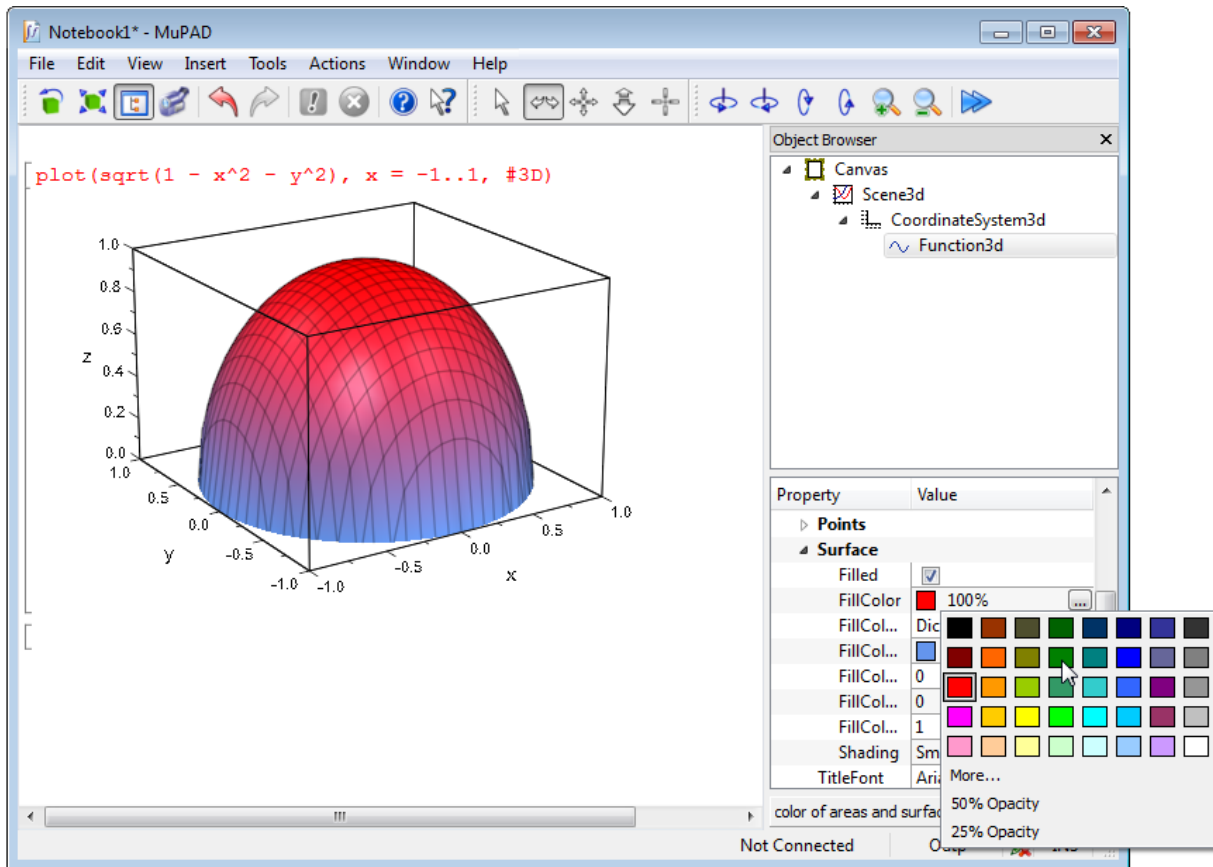 Notebook1* - MuPAD
File Edit View Insert Tools Actions Window Help
Object Browser
Canvas
Scene3d
CoordinateSystem3d
Function3d
plot(sqrt(1 - x^2 - y^2), x = -1..1, #3D)
1.0
0.8
0.6
z
0.4
0.2
0.0
1.0
0.5
0.0
y
-0.5
-1.0
-1.0
-0.5
0.0
x
0.5
1.0
Property Value
Points
Surface
Filled
FillColor 100% ...
FillCol... Dic
FillCol...
FillCol... 0
FillCol... 0
FillCol... 1
Shading Sm
TitleFont Aria
More...
50% Opacity
25% Opacity
color of areas and surfac
Not Connected